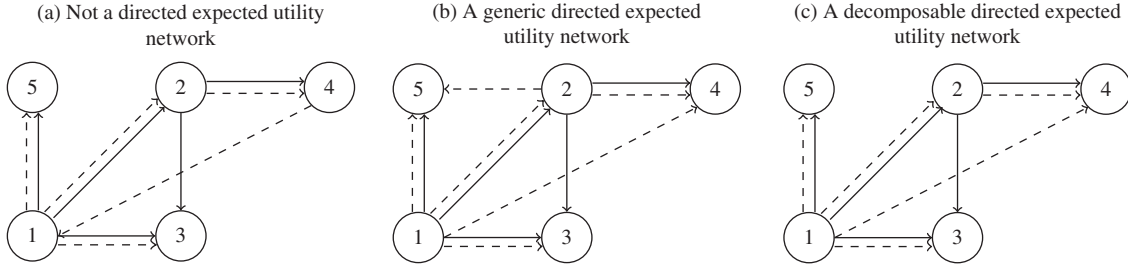 (a) Not a directed expected utility
network
5
2
4
1
3
(b) A generic directed expected
utility network
5
2
4
1
3
(c) A decomposable directed expected
utility network
5
2
4
1
3